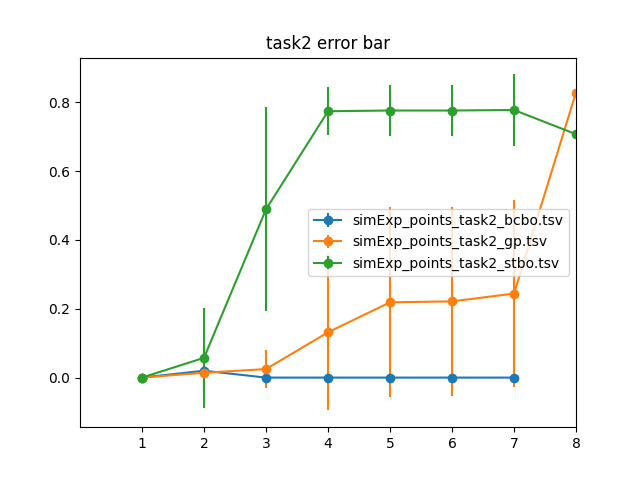 task2 error bar
0.8
0.6
0.4
0.2
0.0
simExp_points_task2_bcbo.tsv
simExp_points_task2_gp.tsv
simExp_points_task2_stbo.tsv
1 2 3 4 5 6 7 8